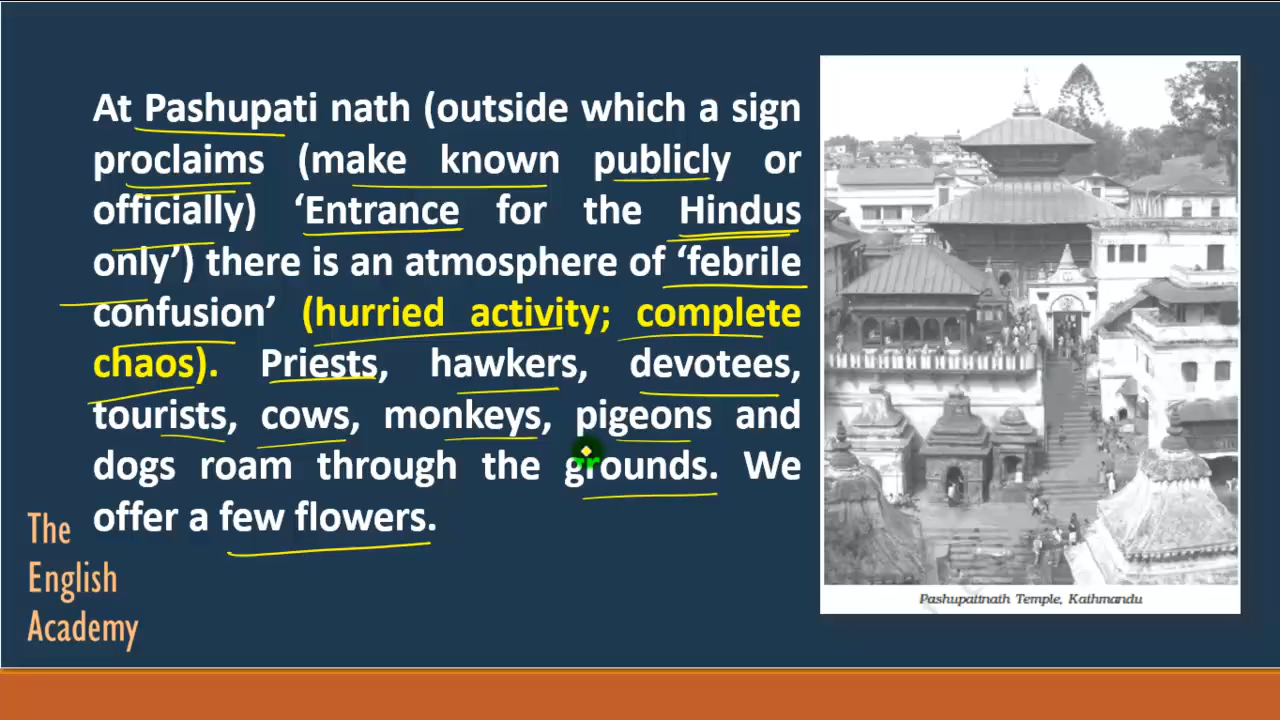 At Pashupati nath (outside which a sign
proclaims (make known publicly or
officially) ‘Entrance for the Hindus
only’) there is an atmosphere of ‘febrile
confusion’ (hurried activity; complete
chaos). Priests, hawkers, devotees,
tourists, cows, monkeys, pigeons and
dogs roam through the grounds. We
offer a few flowers.
The
English
Academy
Pashupatinath Temple, Kathmandu